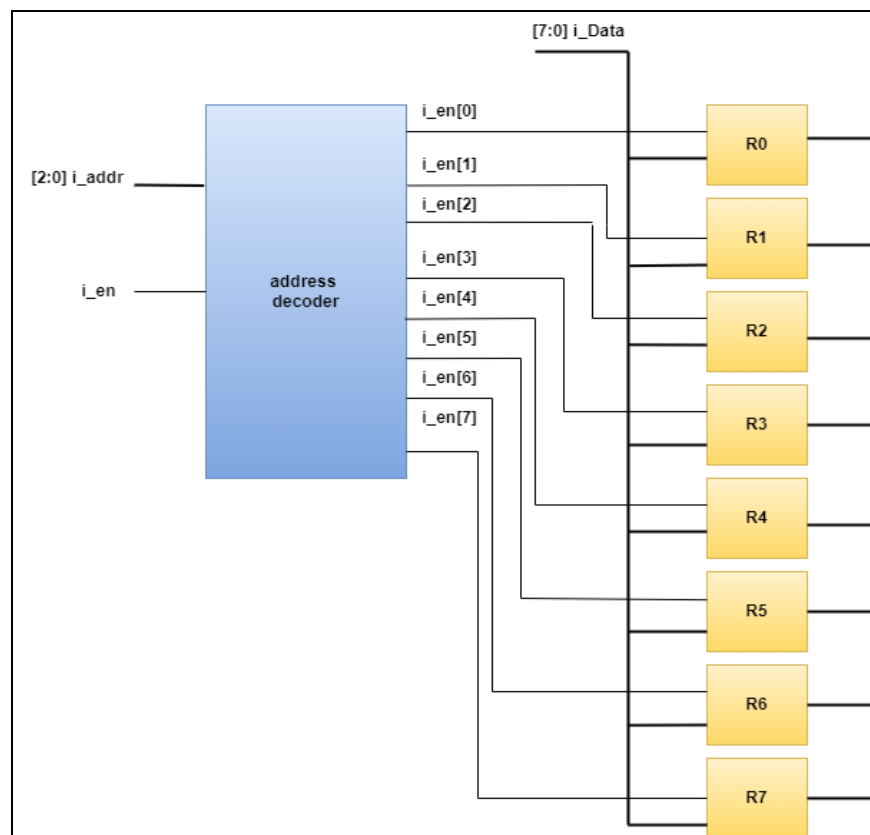 [7:0] i_Data
i_en[0]
R0
i_en[1]
[2:0] i_addr
i_en[2]
R1
i_en[3]
address
decoder
i_en
i_en[4]
R2
i_en[5]
i_en[6]
i_en[7]
R3
R4
R5
R6
R7